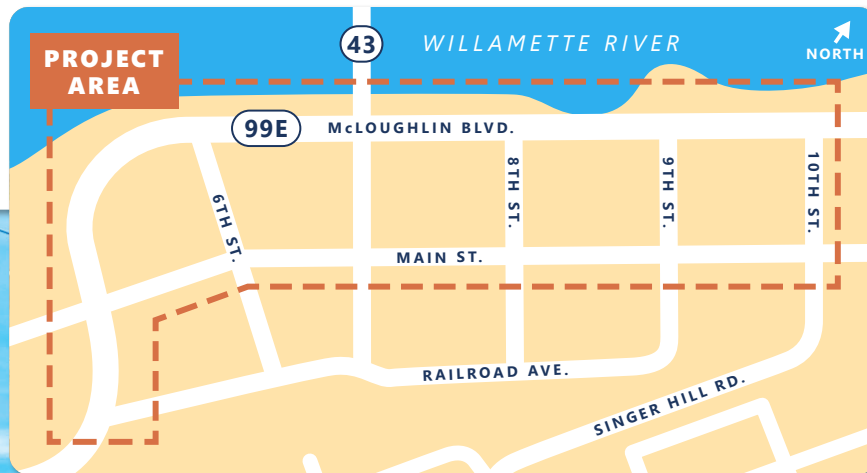 PROJECT
AREA
43
WILLAMETTE RIVER
NORTH
99E
McLOUGHLIN BLVD.
6TH ST.
8TH ST.
9TH ST.
10TH ST.
MAIN ST.
RAILROAD AVE.
SINGER HILL RD.